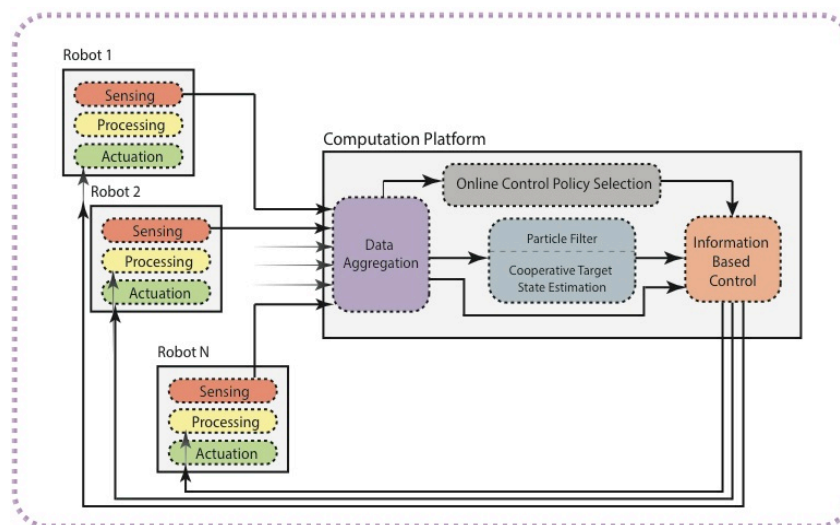 Robot 1
Sensing
Processing
Actuation
Robot 2
Sensing
Processing
Actuation
Robot N
Sensing
Processing
Actuation
Computation Platform
Data
Aggregation
Online Control Policy Selection
Particle Filter
Cooperative Target
State Estimation
Information
Based
Control